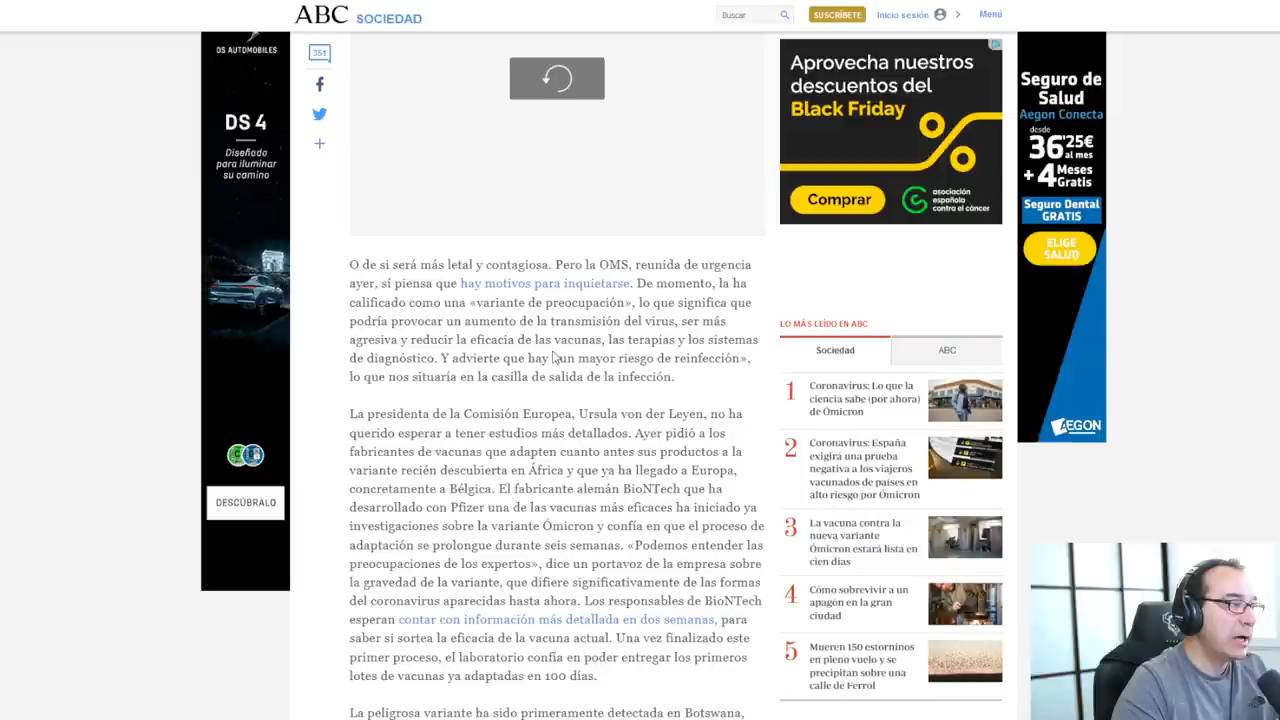 ABC SOCIEDAD
Buscar
SUSCRÍBETE
Inicio sesión
Menú
DS AUTOMOBILES
DS 4
Diseñado
para iluminar
su camino
DESCÚBRALO
351
Aprovecha nuestros
descuentos del
Black Friday
Comprar
asociación
española
contra el cáncer
Seguro de
Salud
Aegon Conecta
desde
36'25€
al mes
+4 Meses
Gratis
Seguro Dental
GRATIS
ELIGE
SALUD
AEGON
O de si será más letal y contagiosa. Pero la OMS, reunida de urgencia
ayer, sí piensa que hay motivos para inquietarse. De momento, la ha
calificado como una «variante de preocupación», lo que significa que
podría provocar un aumento de la transmisión del virus, ser más
agresiva y reducir la eficacia de las vacunas, las terapias y los sistemas
de diagnóstico. Y advierte que hay «un mayor riesgo de reinfección»,
lo que nos situaría en la casilla de salida de la infección.
La presidenta de la Comisión Europea, Ursula von der Leyen, no ha
querido esperar a tener estudios más detallados. Ayer pidió a los
fabricantes de vacunas que adapten cuanto antes sus productos a la
variante recién descubierta en África y que ya ha llegado a Europa,
concretamente a Bélgica. El fabricante alemán BioNTech que ha
desarrollado con Pfizer una de las vacunas más eficaces ha iniciado ya
investigaciones sobre la variante Ómicron y confía en que el proceso de
adaptación se prolongue durante seis semanas. «Podemos entender las
preocupaciones de los expertos», dice un portavoz de la empresa sobre
la gravedad de la variante, que difiere significativamente de las formas
del coronavirus aparecidas hasta ahora. Los responsables de BioNTech
esperan contar con información más detallada en dos semanas, para
saber si sortea la eficacia de la vacuna actual. Una vez finalizado este
primer proceso, el laboratorio confía en poder entregar los primeros
lotes de vacunas ya adaptadas en 100 días.
La peligrosa variante ha sido primeramente detectada en Botswana,
LO MÁS LEÍDO EN ABC
Sociedad
ABC
1
Coronavirus: Lo que la
ciencia sabe (por ahora)
de Ómicron
2
Coronavirus: España
exigirá una prueba
negativa a los viajeros
vacunados de países en
alto riesgo por Ómicron
3
La vacuna contra la
nueva variante
Ómicron estará lista en
cien días
4
Cómo sobrevivir a un
apagón en la gran
ciudad
5
Mueren 150 estorninos
en pleno vuelo y se
precipitan sobre una
calle de Ferrol